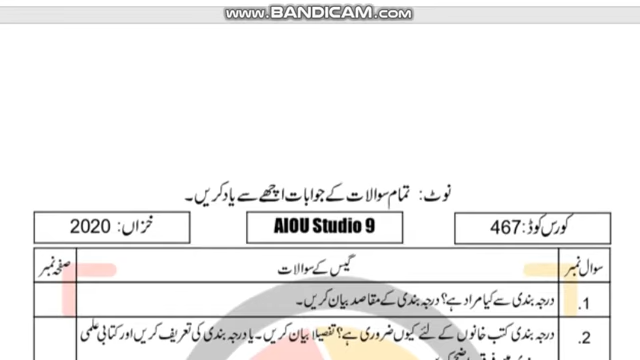 www.BANDICAM.com
نوٹ: تمام سوالات کے جوابات اچھے سے یاد کریں۔
کورس کوڈ: 467
AIOU Studio 9
خزاں: 2020
سوال نمبر
گیس کے سوالات
صفحہ نمبر
1. درجہ بندی سے کیا مراد ہے؟ درجہ بندی کے مقاصد بیان کریں۔
2. درجہ بندی کتب خانوں کے لئے کیوں ضروری ہے؟ تفصیلا بیان کریں۔ یا درجہ بندی کی تعریف کریں اور کتابی علمی